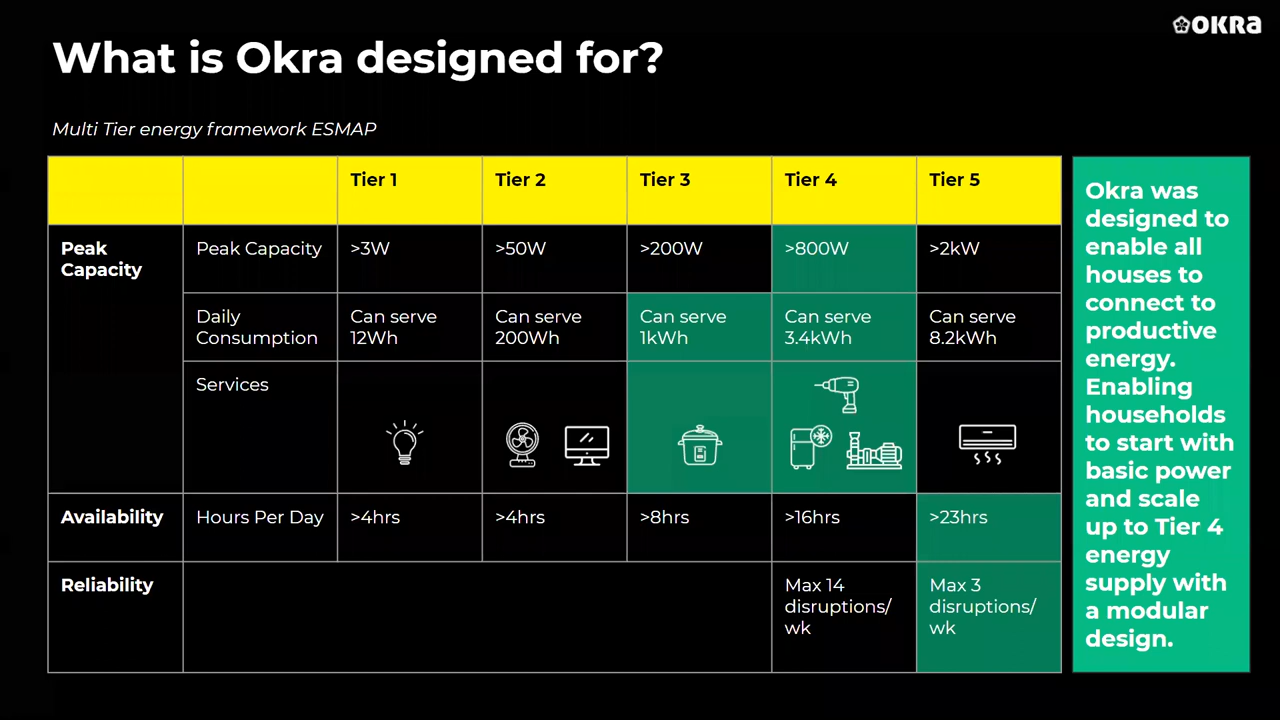 OKRA
What is Okra designed for?
Multi Tier energy framework ESMAP
Tier 1
Tier 2
Tier 3
Tier 4
Tier 5
Peak
Capacity
Peak Capacity
>3W
>50W
>200W
>800W
>2kW
Daily
Consumption
Can serve
12Wh
Can serve
200Wh
Can serve
1kWh
Can serve
3.4kWh
Can serve
8.2kWh
Services
Availability
Hours Per Day
>4hrs
>4hrs
>8hrs
>16hrs
>23hrs
Reliability
Max 14
disruptions/
wk
Max 3
disruptions/
wk
Okra was
designed to
enable all
houses to
connect to
productive
energy.
Enabling
households
to start with
basic power
and scale
up to Tier 4
energy
supply with
a modular
design.